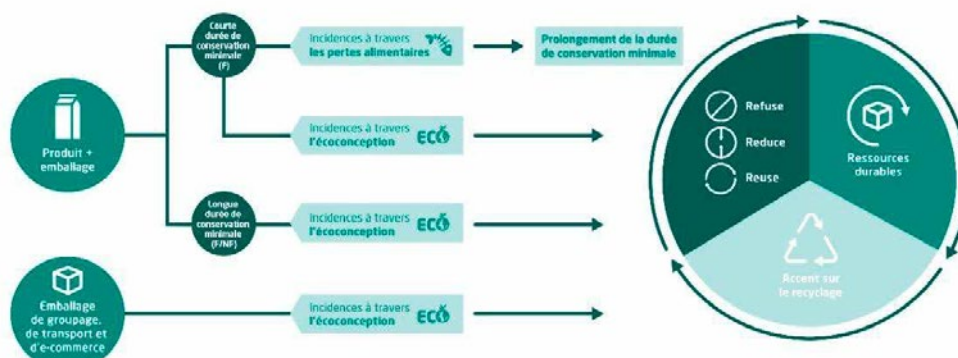 Courte
durée de
conservation
minimale
(F)
Incidences à travers
les pertes alimentaires
Prolongement de la durée
de conservation minimale
Produit +
emballage
Incidences à travers
l'écoconception
ECO
Longue
durée de
conservation
minimale
(F/NF)
Incidences à travers
l'écoconception
ECO
Emballage
de groupage,
de transport et
d'e-commerce
Incidences à travers
l'écoconception
ECO
Refuse
Reduce
Reuse
Ressources
durables
Accent sur
le recyclage